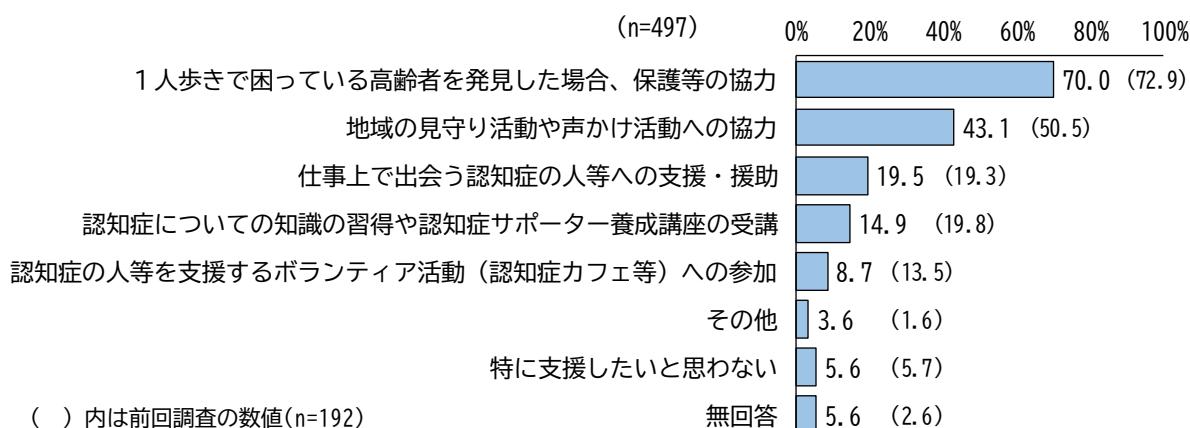 (n=497) 0% 20% 40% 60% 80% 100%
１人歩きで困っている高齢者を発見した場合、保護等の協力 70.0 (72.9)
地域の見守り活動や声かけ活動への協力 43.1 (50.5)
仕事上で出会う認知症の人等への支援・援助 19.5 (19.3)
認知症についての知識の習得や認知症サポーター養成講座の受講 14.9 (19.8)
認知症の人等を支援するボランティア活動（認知症カフェ等）への参加 8.7 (13.5)
その他 3.6 (1.6)
特に支援したいと思わない 5.6 (5.7)
無回答 5.6 (2.6)
（　）内は前回調査の数値(n=192)